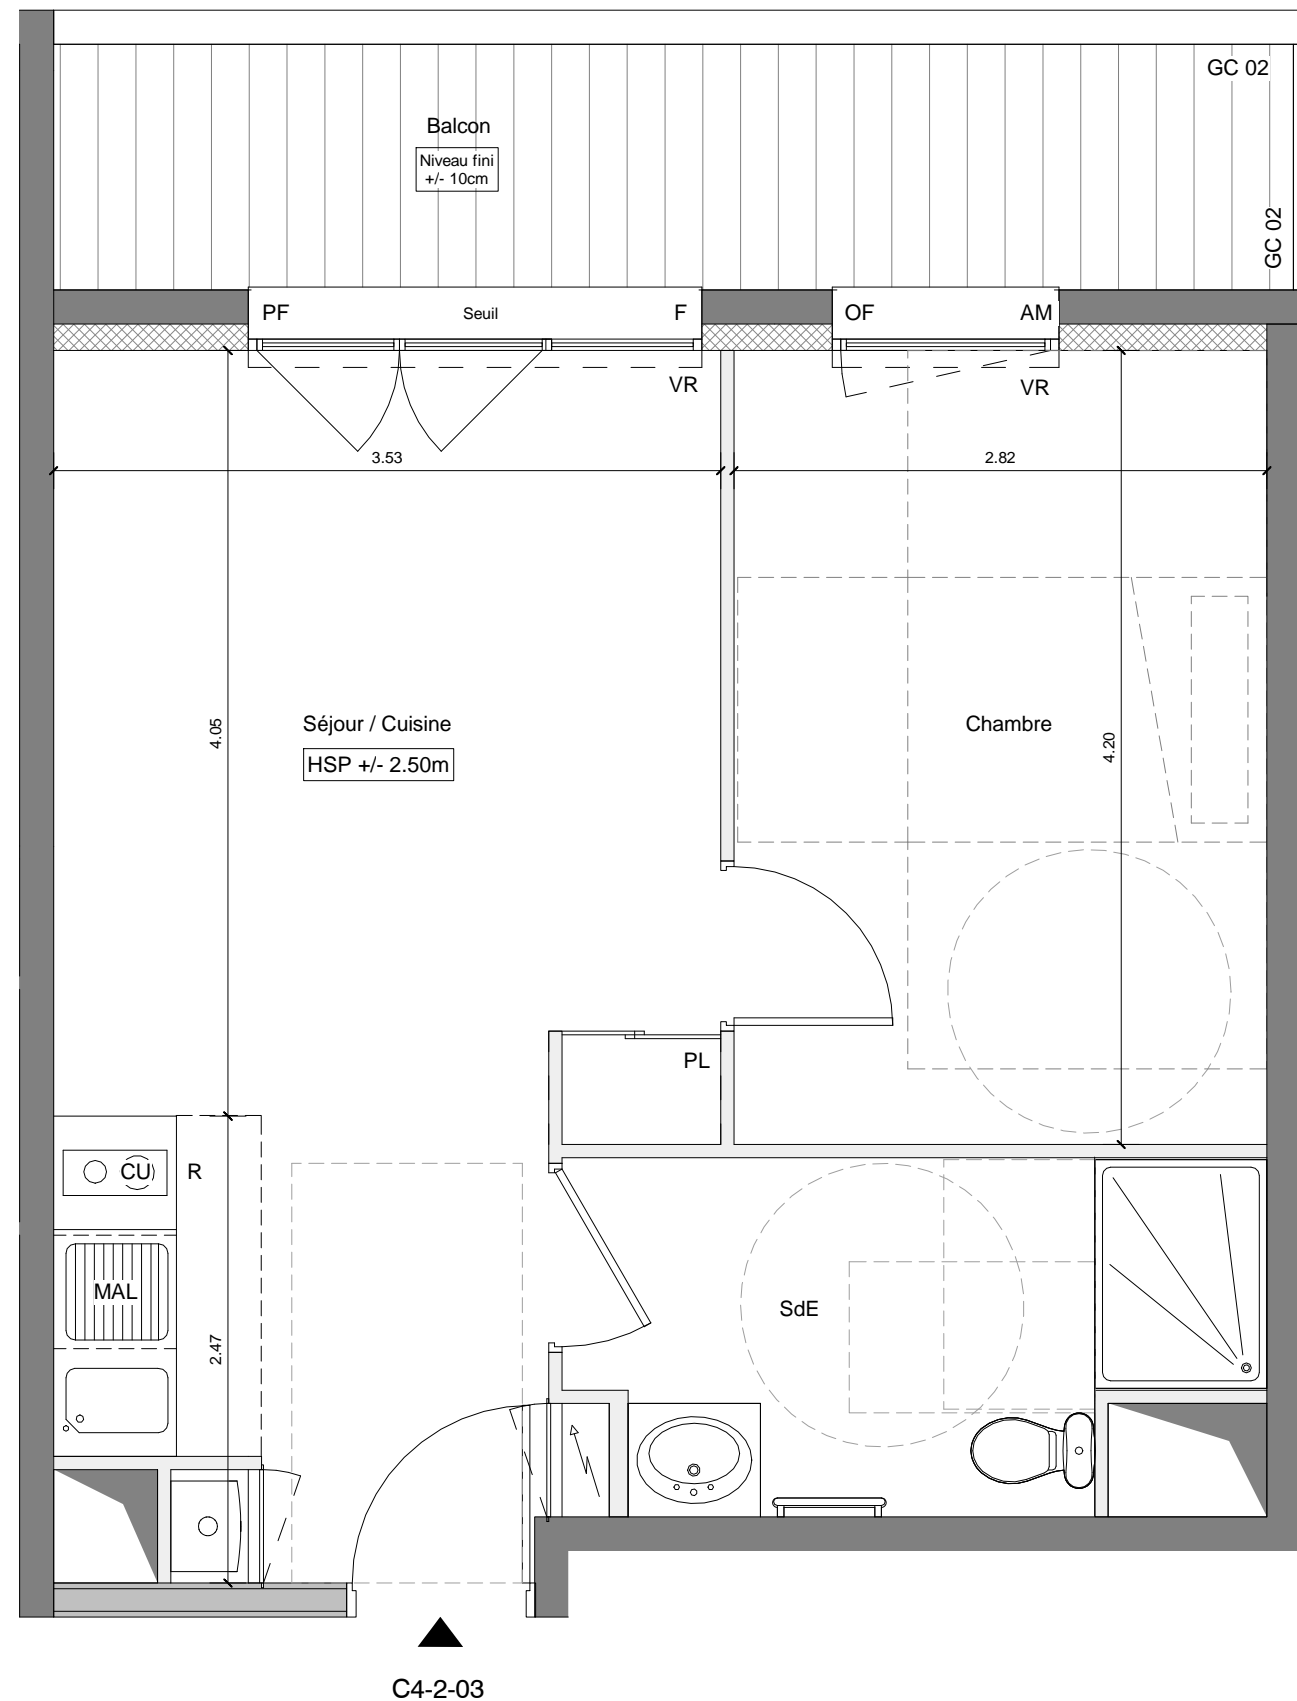 GC 02
Balcon
Niveau fini
+/- 10cm
GC 02
PF
Seuil
F
OF
AM
VR
VR
3.53
2.82
4.05
Séjour / Cuisine
HSP +/- 2.50m
Chambre
4.20
PL
CU
R
MAL
SdE
2.47
C4-2-03